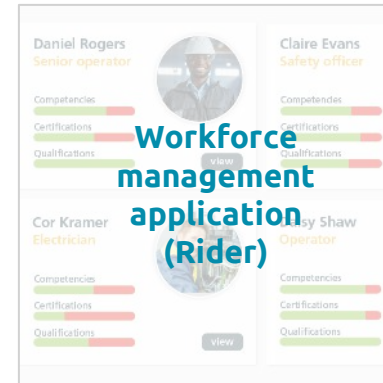 Daniel Rogers
Senior operator
Competencies
Certifications
Qualifications
view
Claire Evans
Safety officer
Competencies
Certifications
Qualifications
Workforce
management
application
(Rider)
Cor Kramer
Electrician
Competencies
Certifications
Qualifications
view
Daisy Shaw
Operator
Competencies
Certifications
Qualifications